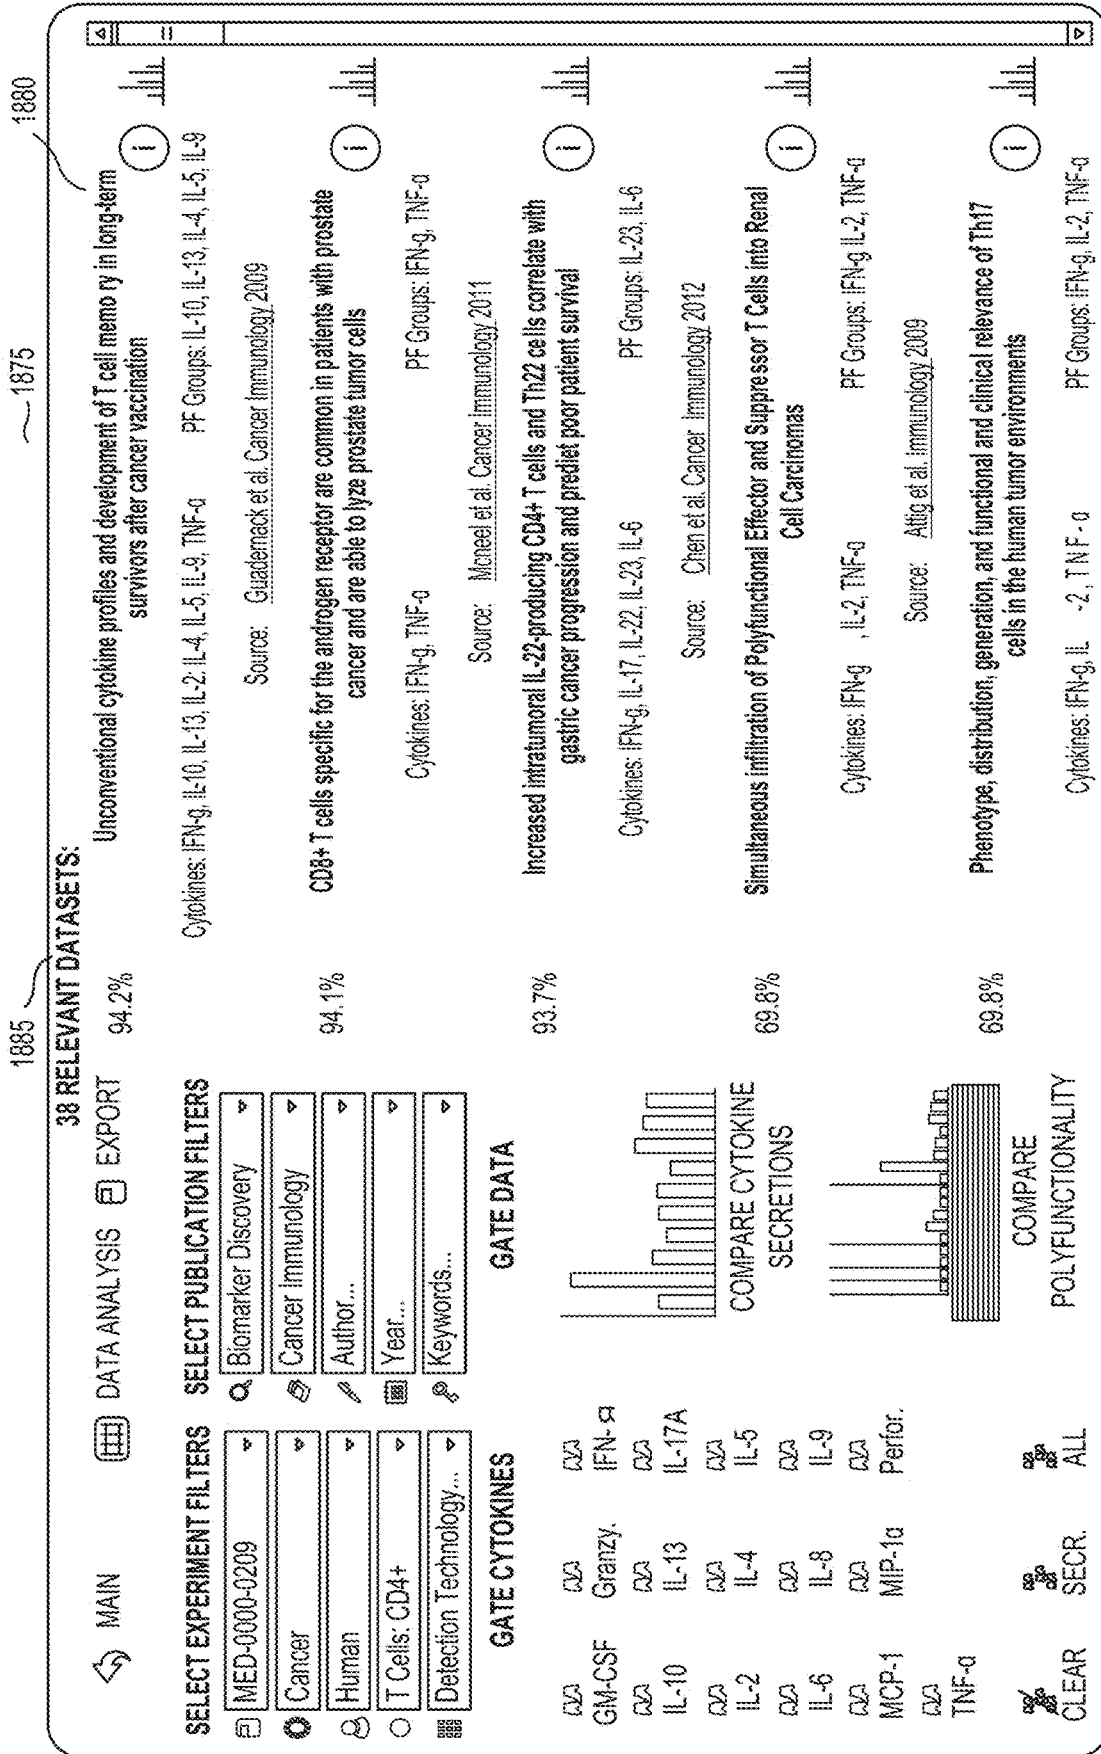 1875
1880
1885
MAIN
DATA ANALYSIS
EXPORT
SELECT EXPERIMENT FILTERS
MED-0000-0209
Cancer
Human
T Cells: CD4+
Detection Technology...
SELECT PUBLICATION FILTERS
Biomarker Discovery
Cancer Immunology
Author...
Year...
Keywords...
GATE CYTOKINES
GM-CSF Granzy. IFN-g
IL-10 IL-13 IL-17A
IL-2 IL-4 IL-5
IL-6 IL-8 IL-9
MCP-1 MIP-1α Perfor.
TNF-α
CLEAR SECR. ALL
GATE DATA
COMPARE CYTOKINE
SECRETIONS
COMPARE
POLYFUNCTIONALITY
38 RELEVANT DATASETS:
94.2%
Unconventional cytokine profiles and development of T cell memo ry in long-term
survivors after cancer vaccination
i
Cytokines: IFN-g, IL-10, IL-13, IL-2: IL-4, IL-5, IL-9, TNF-α PF Groups: IL-10, IL-13, IL-4, IL-5, IL-9
Source: Guadernack et al. Cancer Immunology 2009
94.1%
CD8+ T cells specific for the androgen receptor are common in patients with prostate
cancer and are able to lyze prostate tumor cells
i
Cytokines: IFN-g, TNF-α PF Groups: IFN-g, TNF-α
Source: Mcneel et al. Cancer Immunology 2011
93.7%
Increased intratumoral IL-22-producing CD4+ T cells and Th22 cells correlate with
gastric cancer progression and prediet poor patient survival
i
Cytokines: IFN-g, IL-17, IL-22, IL-23, IL-6 PF Groups: IL-23, IL-6
Source: Chen et al. Cancer Immunology 2012
69.8%
Simultaneous infiltration of Polyfunctional Effector and Suppressor T Cells into Renal
Cell Carcinomas
i
Cytokines: IFN-g , IL-2, TNF-α PF Groups: IFN-g IL-2, TNF-α
Source: Attig et al. Immunology 2009
69.8%
Phenotype, distribution, generation, and functional and clinical relevance of Th17
cells in the human tumor environments
i
Cytokines: IFN-g, IL -2, T N F - α PF Groups: IFN-g, IL-2, TNF-α